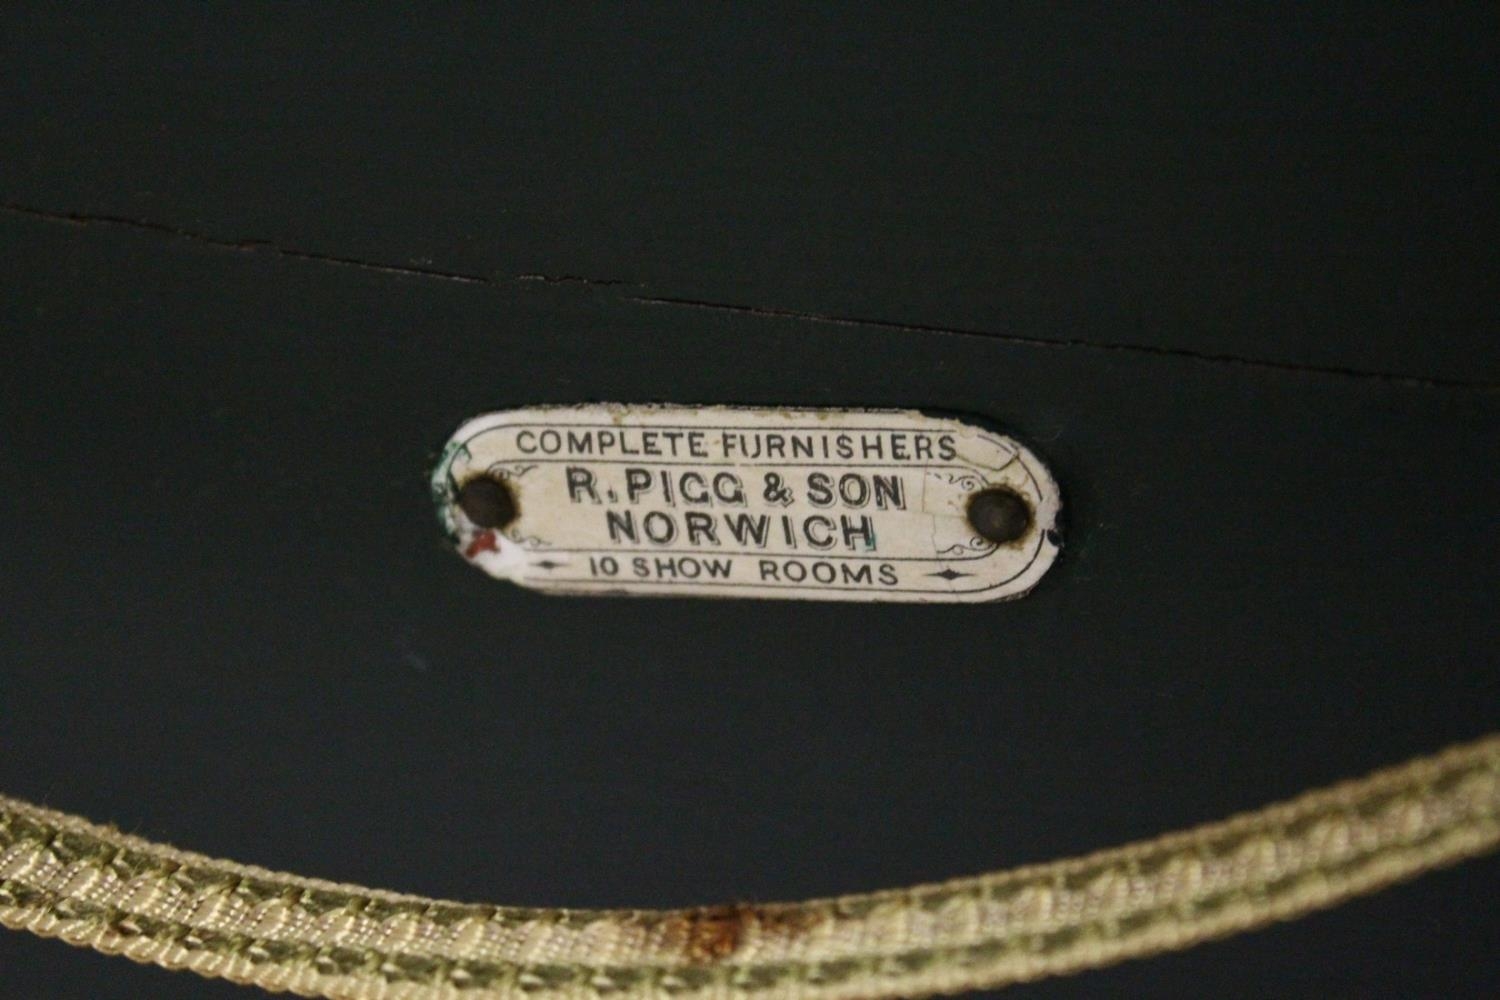 COMPLETE FURNISHERS
R. PIGG & SON
NORWICH
10 SHOW ROOMS